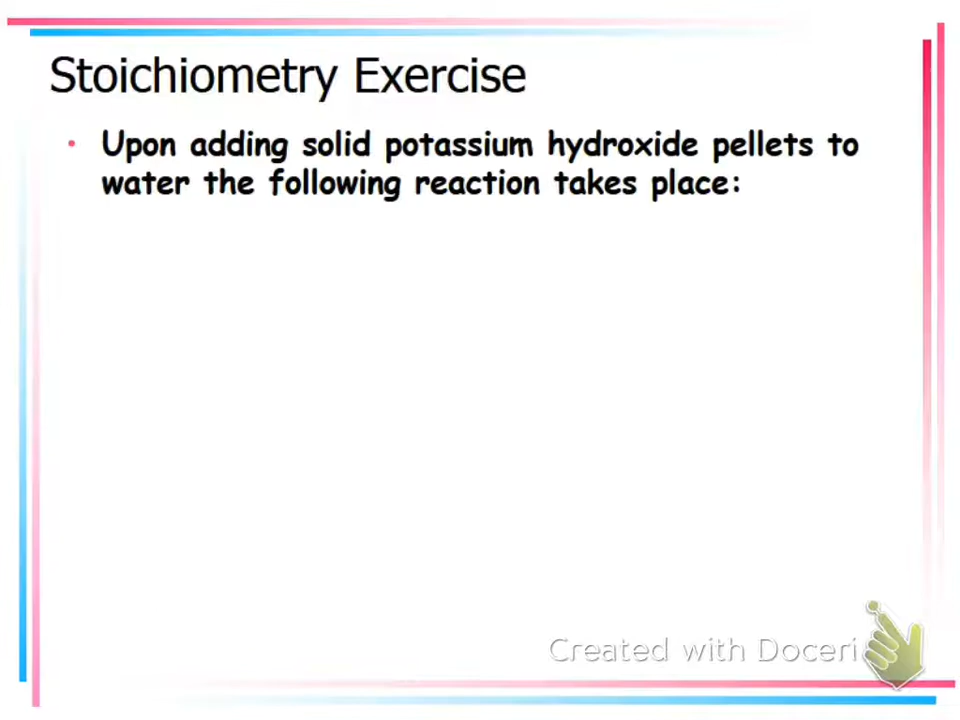 Stoichiometry Exercise
• Upon adding solid potassium hydroxide pellets to
water the following reaction takes place:
Created with Doceri